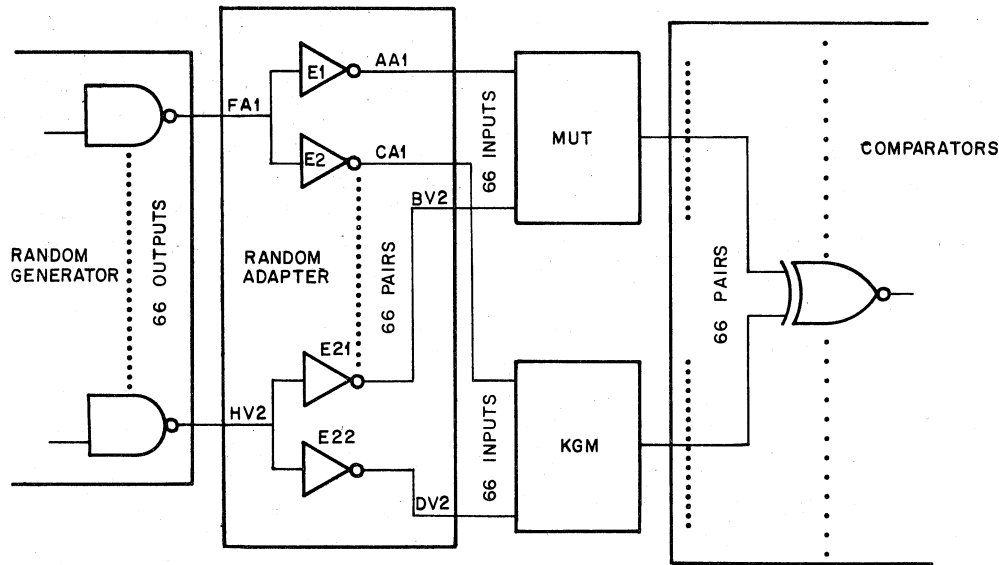 RANDOM
GENERATOR
66 OUTPUTS
FA1
HV2
E1
E2
RANDOM
ADAPTER
66 PAIRS
E21
E22
AA1
CA1
BV2
DV2
66 INPUTS
66 INPUTS
MUT
KGM
66 PAIRS
COMPARATORS